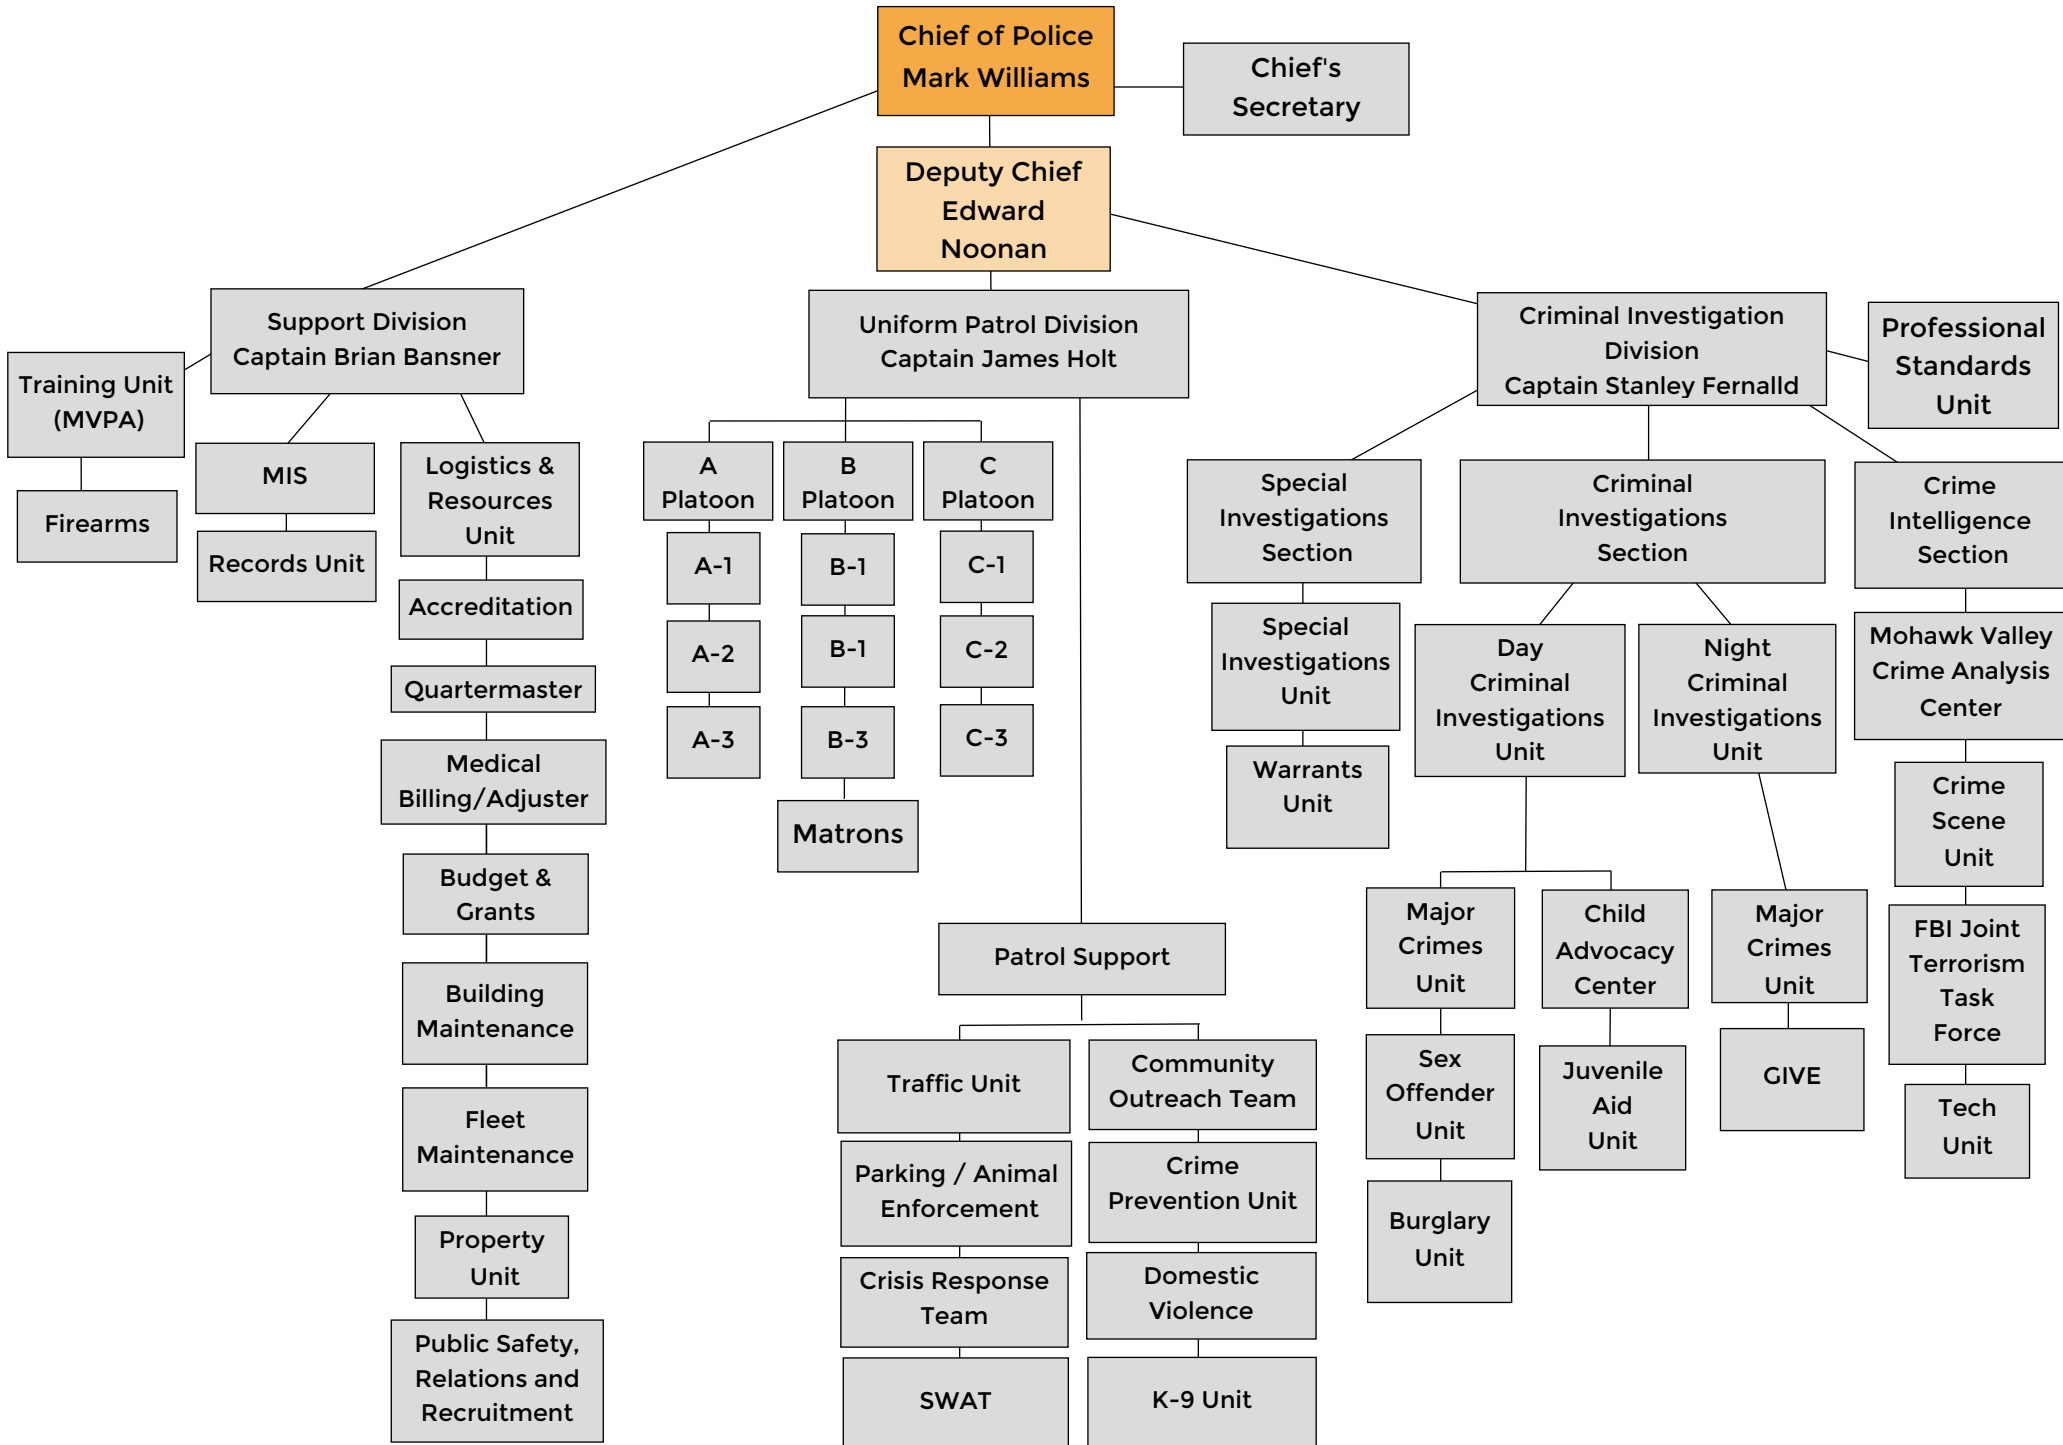 Chief of Police
Mark Williams
Chief's
Secretary
Deputy Chief
Edward
Noonan
Support Division
Captain Brian Bansner
Training Unit
(MVPA)
Firearms
MIS
Records Unit
Logistics &
Resources
Unit
Accreditation
Quartermaster
Medical
Billing/Adjuster
Budget &
Grants
Building
Maintenance
Fleet
Maintenance
Property
Unit
Public Safety,
Relations and
Recruitment
Uniform Patrol Division
Captain James Holt
A
Platoon
A-1
A-2
A-3
B
Platoon
B-1
B-1
B-3
Matrons
C
Platoon
C-1
C-2
C-3
Patrol Support
Traffic Unit
Parking / Animal
Enforcement
Crisis Response
Team
SWAT
Community
Outreach Team
Crime
Prevention Unit
Domestic
Violence
K-9 Unit
Criminal Investigation
Division
Captain Stanley Fernalld
Professional
Standards
Unit
Special
Investigations
Section
Special
Investigations
Unit
Warrants
Unit
Criminal
Investigations
Section
Day
Criminal
Investigations
Unit
Major
Crimes
Unit
Sex
Offender
Unit
Burglary
Unit
Child
Advocacy
Center
Juvenile
Aid
Unit
Night
Criminal
Investigations
Unit
Major
Crimes
Unit
GIVE
Crime
Intelligence
Section
Mohawk Valley
Crime Analysis
Center
Crime
Scene
Unit
FBI Joint
Terrorism
Task
Force
Tech
Unit